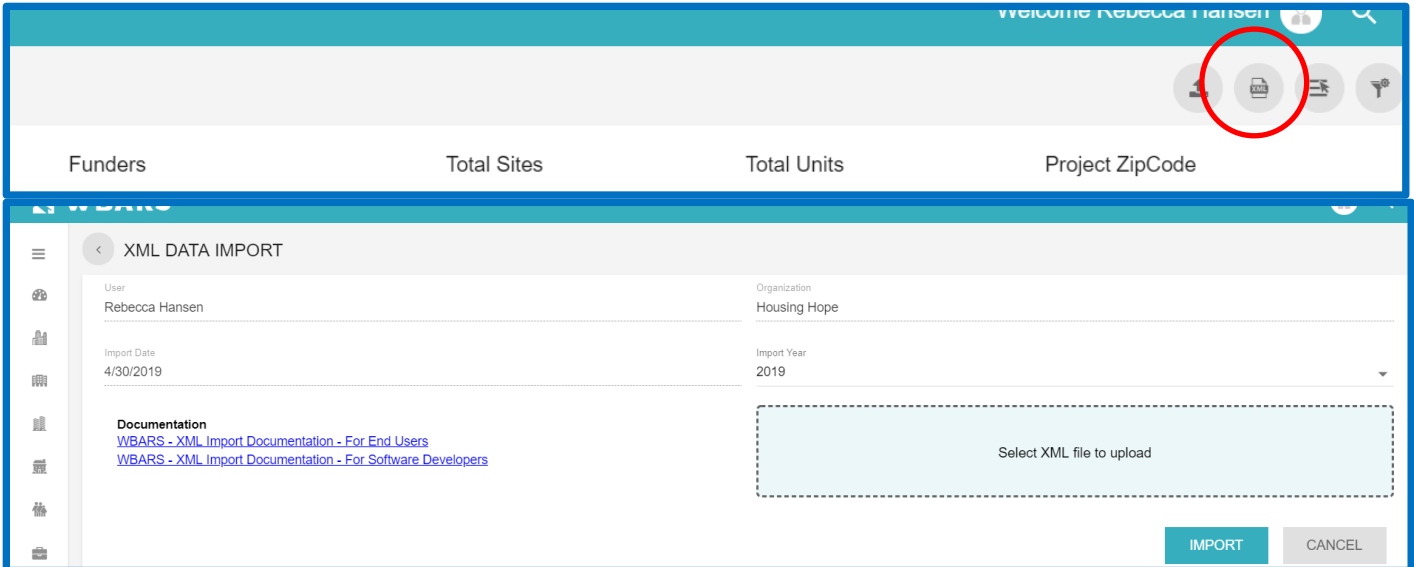 Welcome Rebecca Hansen
XML
Funders Total Sites Total Units Project ZipCode
WBARS
XML DATA IMPORT
User Organization
Rebecca Hansen Housing Hope
Import Date Import Year
4/30/2019 2019
Documentation
WBARS - XML Import Documentation - For End Users
WBARS - XML Import Documentation - For Software Developers
Select XML file to upload
IMPORT CANCEL